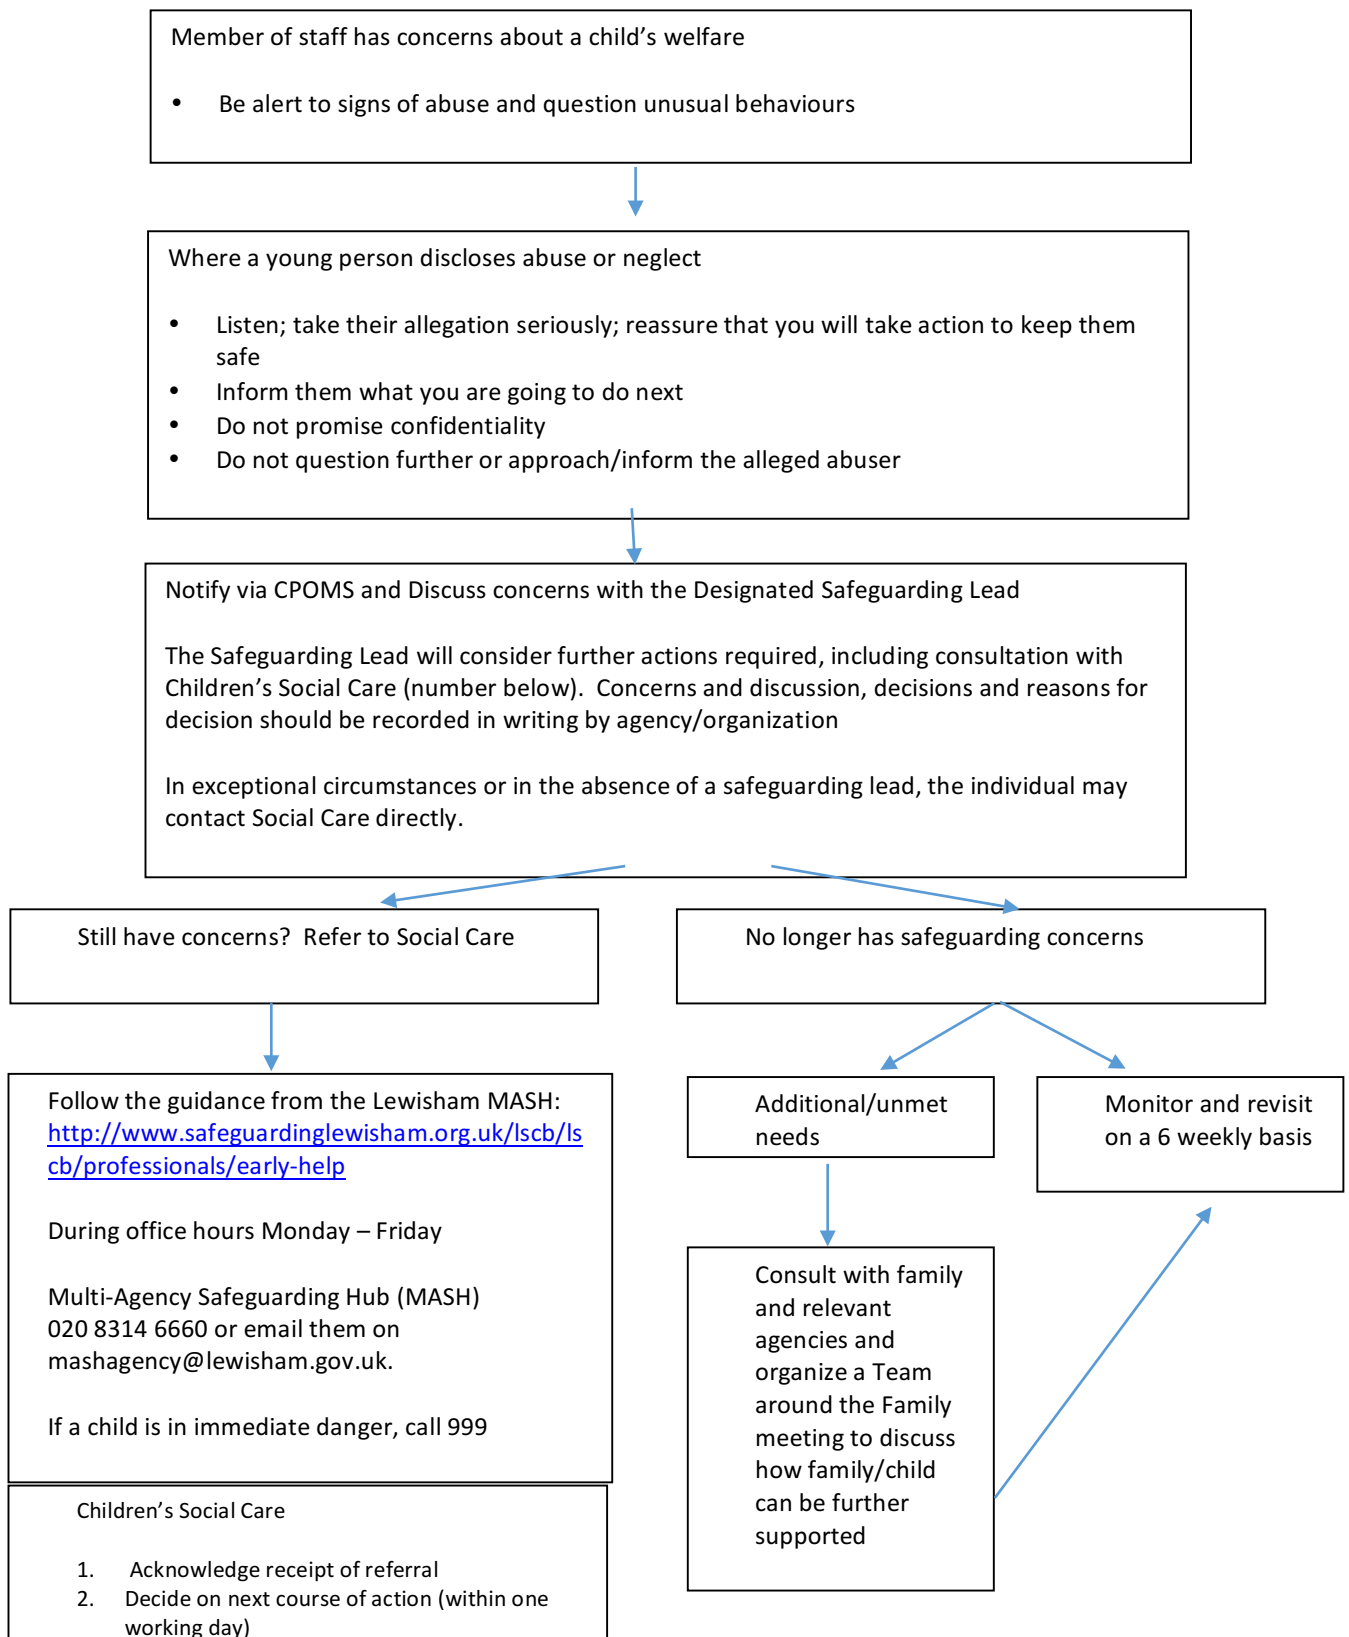 Member of staff has concerns about a child’s welfare
• Be alert to signs of abuse and question unusual behaviours
Where a young person discloses abuse or neglect
• Listen; take their allegation seriously; reassure that you will take action to keep them
safe
• Inform them what you are going to do next
• Do not promise confidentiality
• Do not question further or approach/inform the alleged abuser
Notify via CPOMS and Discuss concerns with the Designated Safeguarding Lead
The Safeguarding Lead will consider further actions required, including consultation with
Children’s Social Care (number below).  Concerns and discussion, decisions and reasons for
decision should be recorded in writing by agency/organization
In exceptional circumstances or in the absence of a safeguarding lead, the individual may
contact Social Care directly.
Still have concerns?  Refer to Social Care
No longer has safeguarding concerns
Follow the guidance from the Lewisham MASH:
http://www.safeguardinglewisham.org.uk/lscb/ls
cb/professionals/early-help
During office hours Monday – Friday
Multi-Agency Safeguarding Hub (MASH)
020 8314 6660 or email them on
mashagency@lewisham.gov.uk.
If a child is in immediate danger, call 999
Children’s Social Care
1. Acknowledge receipt of referral
2. Decide on next course of action (within one
working day)
Additional/unmet
needs
Monitor and revisit
on a 6 weekly basis
Consult with family
and relevant
agencies and
organize a Team
around the Family
meeting to discuss
how family/child
can be further
supported